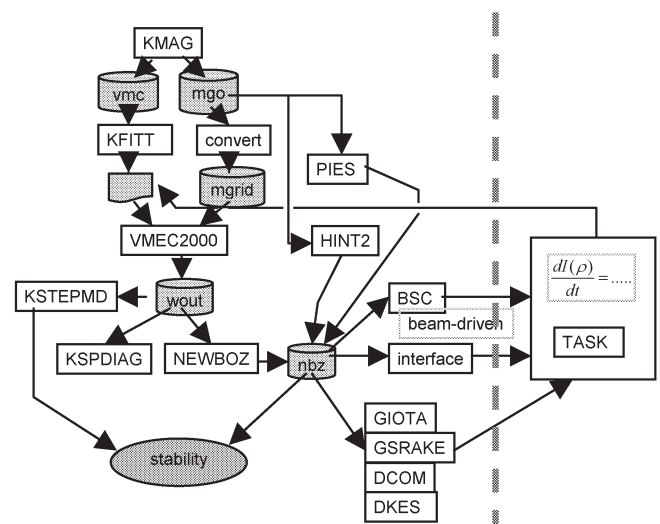 KMAG
vmc
mgo
KFITT
convert
PIES
mgrid
VMEC2000
HINT2
dI(ρ)
dt
=.....
KSTEPMD
wout
BSC
beam-driven
TASK
KSPDIAG
NEWBOZ
nbz
interface
GIOTA
GSRAKE
DCOM
DKES
stability